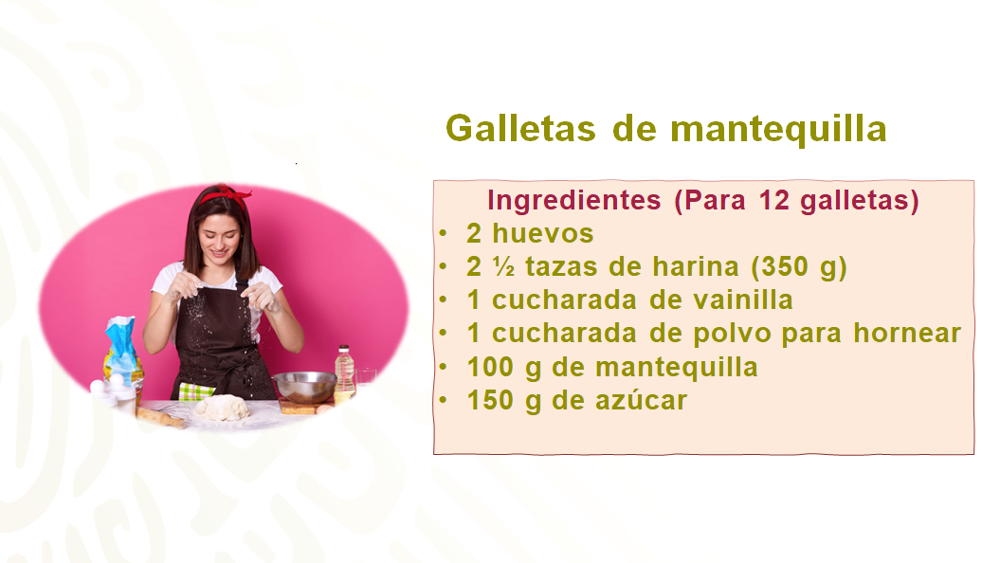 Galletas de mantequilla
Ingredientes (Para 12 galletas)
• 2 huevos
• 2 ½ tazas de harina (350 g)
• 1 cucharada de vainilla
• 1 cucharada de polvo para hornear
• 100 g de mantequilla
• 150 g de azúcar